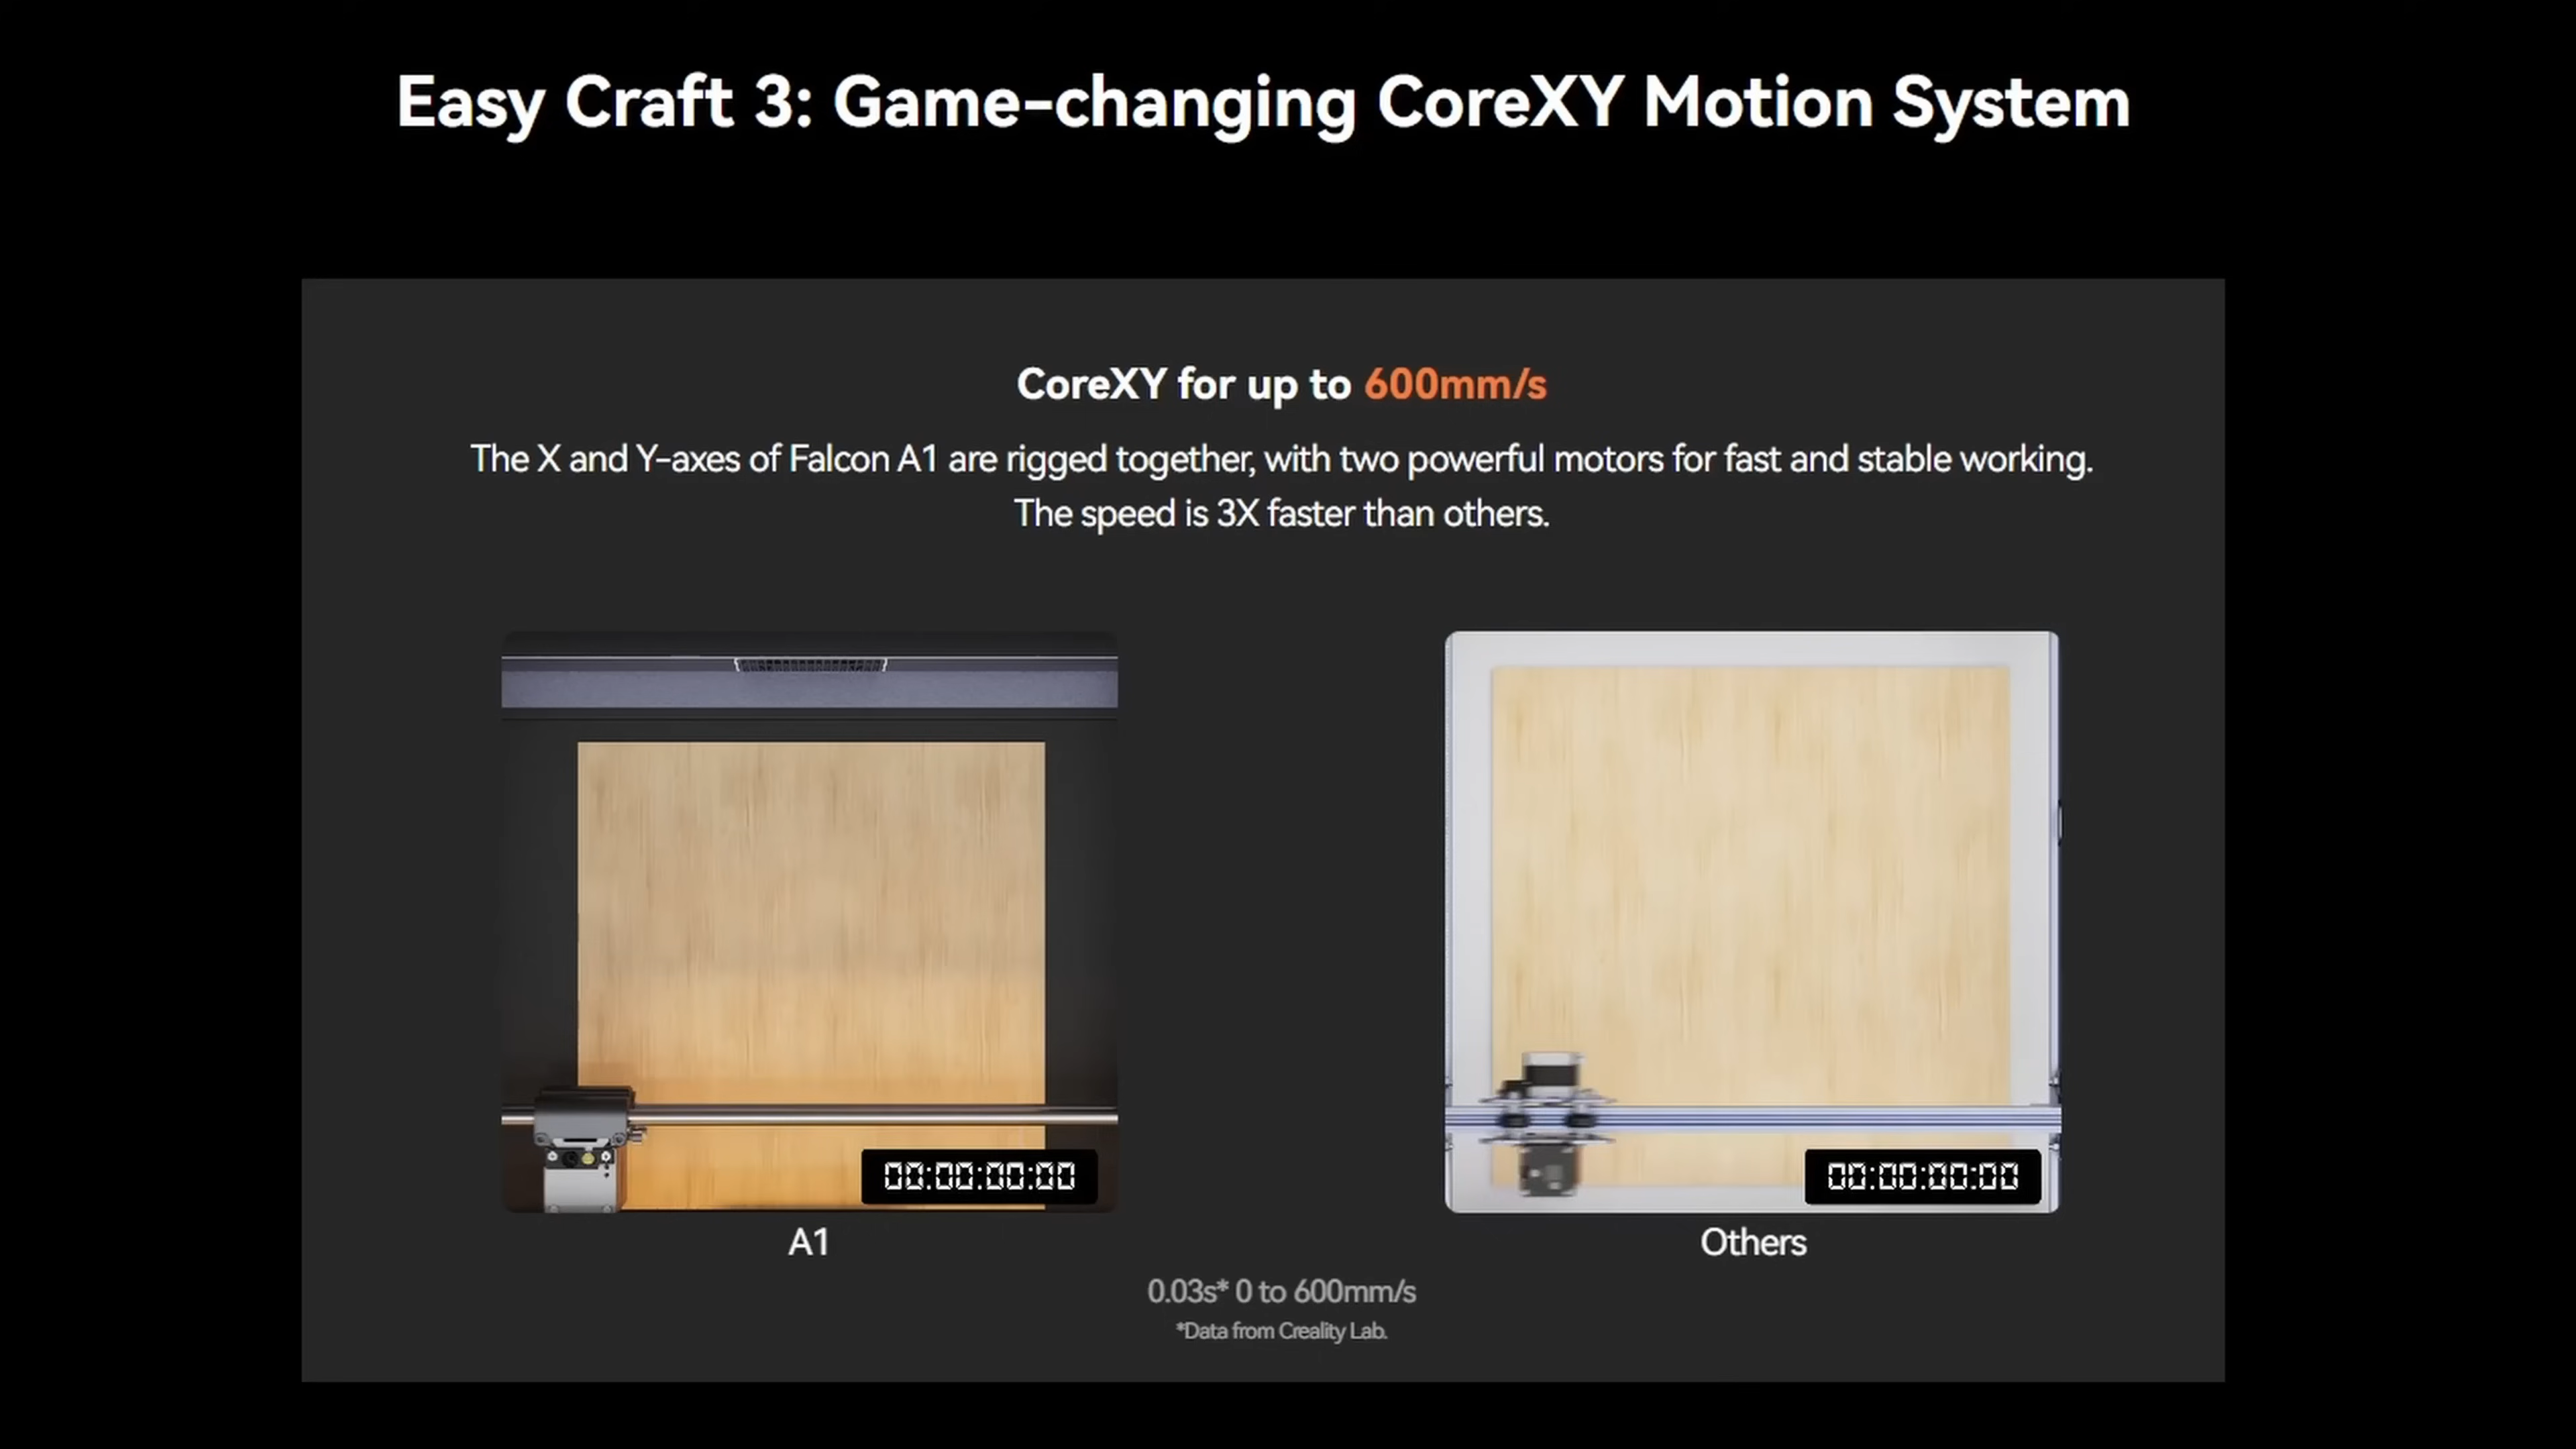 Easy Craft 3: Game-changing CoreXY Motion System
CoreXY for up to 600mm/s
The X and Y-axes of Falcon A1 are rigged together, with two powerful motors for fast and stable working.
The speed is 3X faster than others.
00:00:00:00
00:00:00:00
A1
Others
0.03s* 0 to 600mm/s
*Data from Creality Lab.